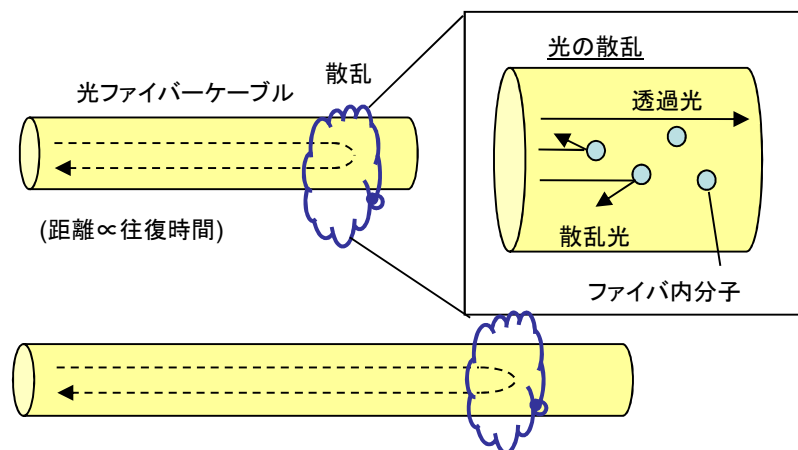 光の散乱
散乱
光ファイバーケーブル
透過光
(距離∝往復時間)
散乱光
ファイバ内分子